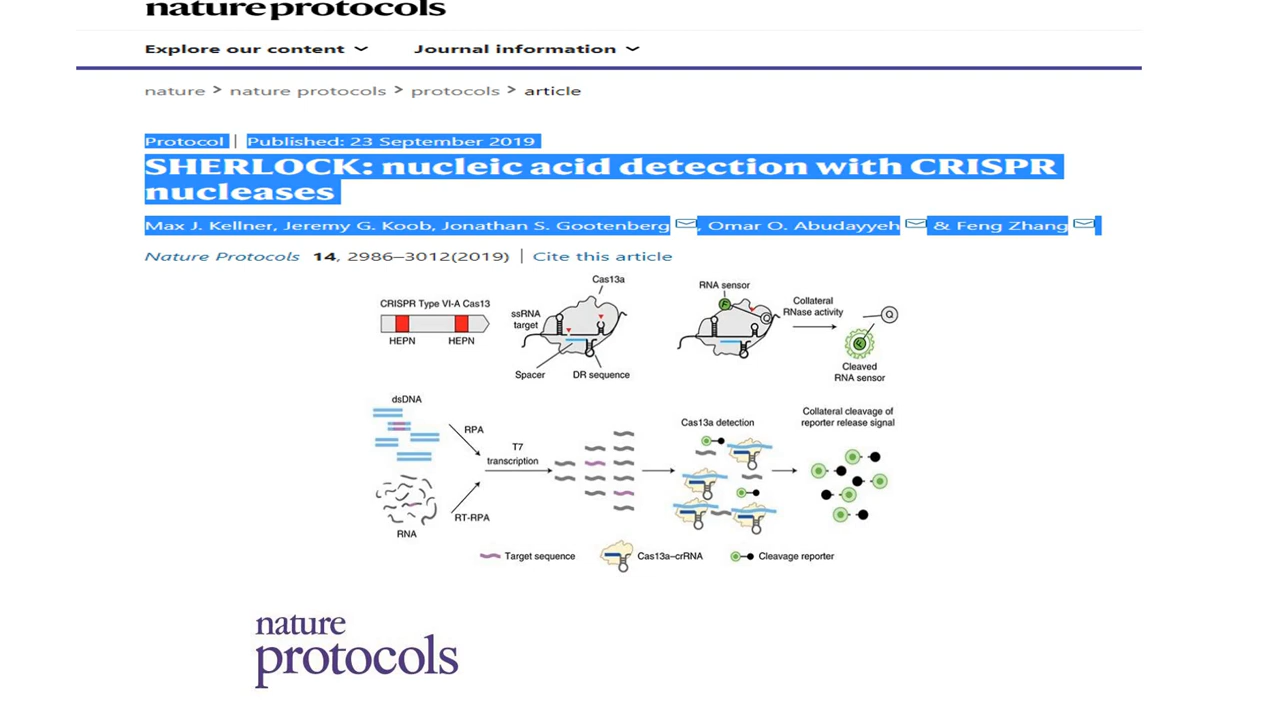 nature protocols
Explore our content
Journal information
nature > nature protocols > protocols > article
Protocol | Published: 23 September 2019
SHERLOCK: nucleic acid detection with CRISPR
nucleases
Max J. Kellner, Jeremy G. Koob, Jonathan S. Gootenberg, Omar O. Abudayyeh & Feng Zhang
Nature Protocols 14, 2986–3012(2019) | Cite this article
CRISPR Type VI-A Cas13
HEPN
HEPN
Cas13a
ssRNA
target
Spacer
DR sequence
RNA sensor
F
Q
Collateral
RNase activity
Q
F
Cleaved
RNA sensor
dsDNA
RPA
RNA
RT-RPA
T7
transcription
Cas13a detection
Collateral cleavage of
reporter release signal
Target sequence
Cas13a–crRNA
Cleavage reporter
nature
protocols